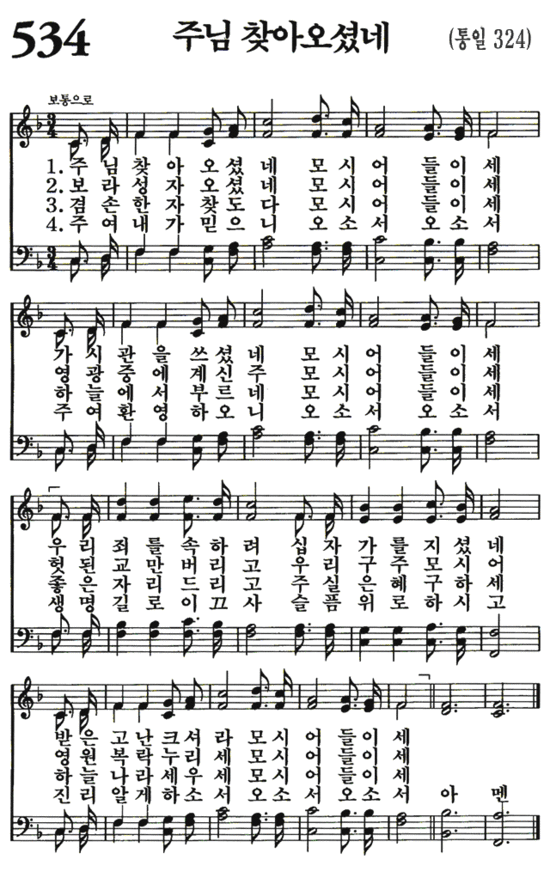 534 주님 찾아오셨네 (통일 324)
보통으로
1. 주 님 찾 아 오 셨 네 모 시 어 들 이 세
2. 보 라 성 자 오 셨 네 모 시 어 들 이 세
3. 겸 손 한 자 찾 도 다 모 시 어 들 이 세
4. 주 여 내 가 믿 으 니 오 소 서 오 소 서
가 시 관 을 쓰 셨 네 모 시 어 들 이 세
영 광 중 에 계 신 주 모 시 어 들 이 세
하 늘 에 서 부 르 네 모 시 어 들 이 세
주 여 환 영 하 오 니 오 소 서 오 소 서
우 리 죄 를 속 하 려 십 자 가 를 지 셨 네
헛 된 교 만 버 리 고 우 리 구 주 모 시 어
좋 은 자 리 드 리 고 주 실 은 혜 구 하 세
생 명 길 로 이 끄 사 슬 픔 위 로 하 시 고
받 은 고 난 크 셔 라 모 시 어 들 이 세
영 원 복 락 누 리 세 모 시 어 들 이 세
하 늘 나 라 세 우 세 모 시 어 들 이 세
진 리 알 게 하 소 서 오 소 서 오 소 서 아 멘